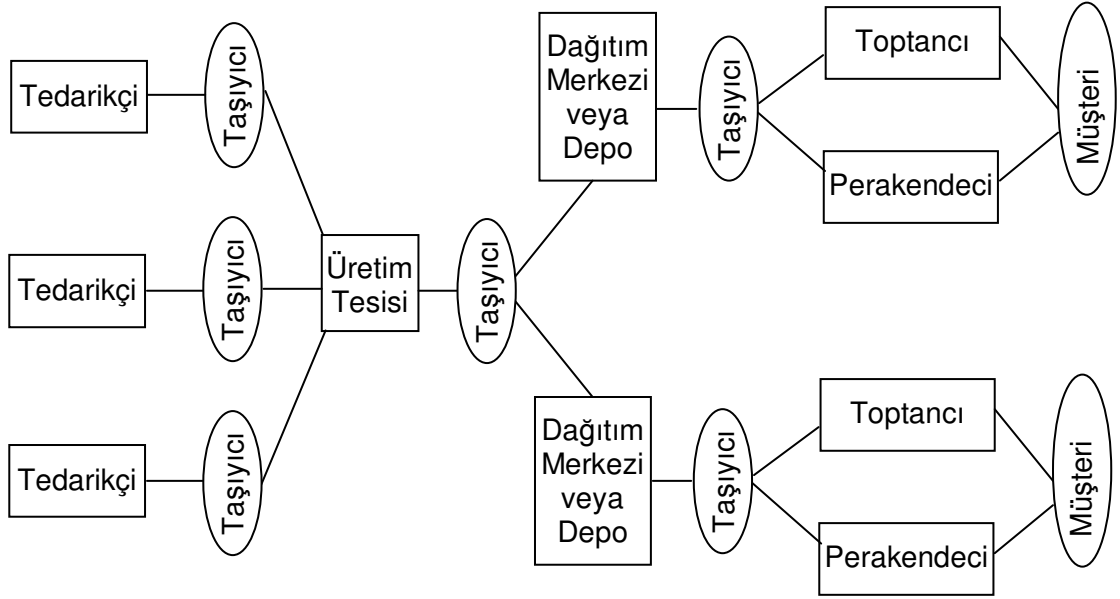 Tedarikçi
Taşıyıcı
Tedarikçi
Taşıyıcı
Tedarikçi
Taşıyıcı
Üretim
Tesisi
Taşıyıcı
Dağıtım
Merkezi
veya
Depo
Taşıyıcı
Toptancı
Perakendeci
Müşteri
Dağıtım
Merkezi
veya
Depo
Taşıyıcı
Toptancı
Perakendeci
Müşteri